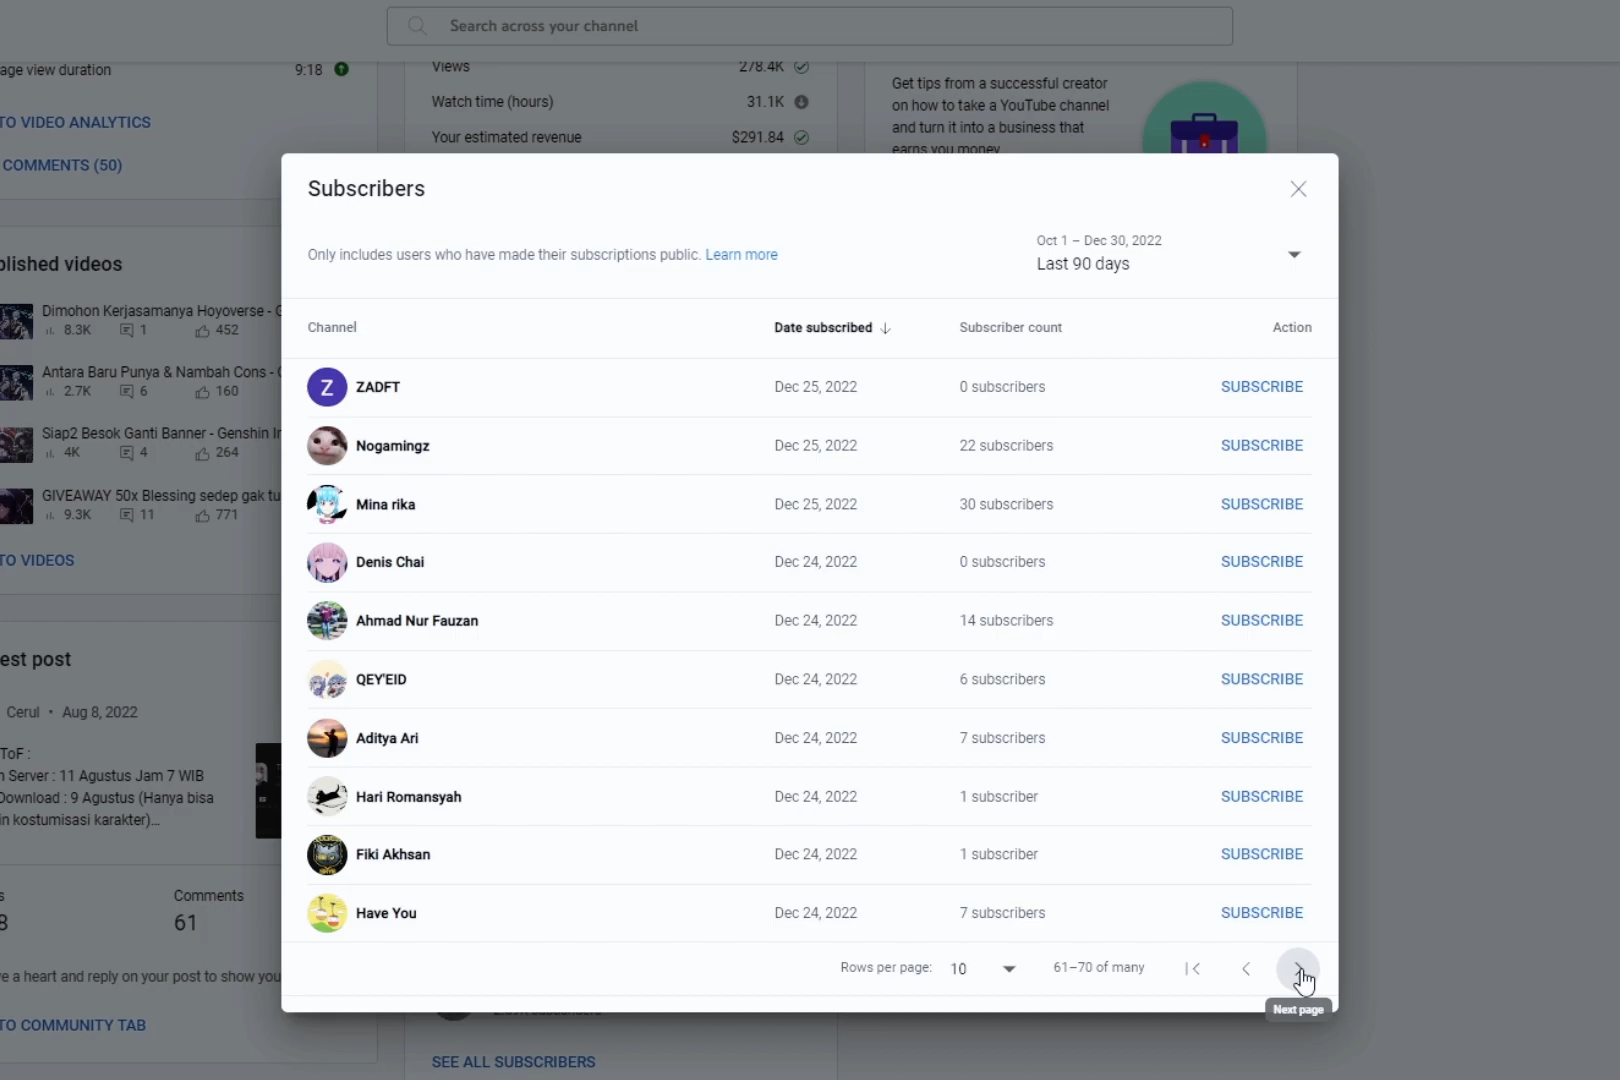 Search across your channel
age view duration 9:18
TO VIDEO ANALYTICS
COMMENTS (50)
Views 278.4K
Watch time (hours) 31.1K
Your estimated revenue $291.84
Get tips from a successful creator
on how to take a YouTube channel
and turn it into a business that
earns you money
blished videos
Dimohon Kerjasamanya Hoyoverse - G
8.3K 1 452
Antara Baru Punya & Nambah Cons - G
2.7K 6 160
Siap2 Besok Ganti Banner - Genshin Ir
4K 4 264
GIVEAWAY 50x Blessing sedep gak tu
9.3K 11 771
TO VIDEOS
est post
Cerul • Aug 8, 2022
ToF :
n Server : 11 Agustus Jam 7 WIB
Download : 9 Agustus (Hanya bisa
in kostumisasi karakter)...
s Comments
8 61
e a heart and reply on your post to show you
TO COMMUNITY TAB
Subscribers
Only includes users who have made their subscriptions public. Learn more
Oct 1 – Dec 30, 2022
Last 90 days
Channel Date subscribed Subscriber count Action
Z ZADFT Dec 25, 2022 0 subscribers SUBSCRIBE
Nogamingz Dec 25, 2022 22 subscribers SUBSCRIBE
Mina rika Dec 25, 2022 30 subscribers SUBSCRIBE
Denis Chai Dec 24, 2022 0 subscribers SUBSCRIBE
Ahmad Nur Fauzan Dec 24, 2022 14 subscribers SUBSCRIBE
QEY'EID Dec 24, 2022 6 subscribers SUBSCRIBE
Aditya Ari Dec 24, 2022 7 subscribers SUBSCRIBE
Hari Romansyah Dec 24, 2022 1 subscriber SUBSCRIBE
Fiki Akhsan Dec 24, 2022 1 subscriber SUBSCRIBE
Have You Dec 24, 2022 7 subscribers SUBSCRIBE
Rows per page: 10 61–70 of many
Next page
SEE ALL SUBSCRIBERS